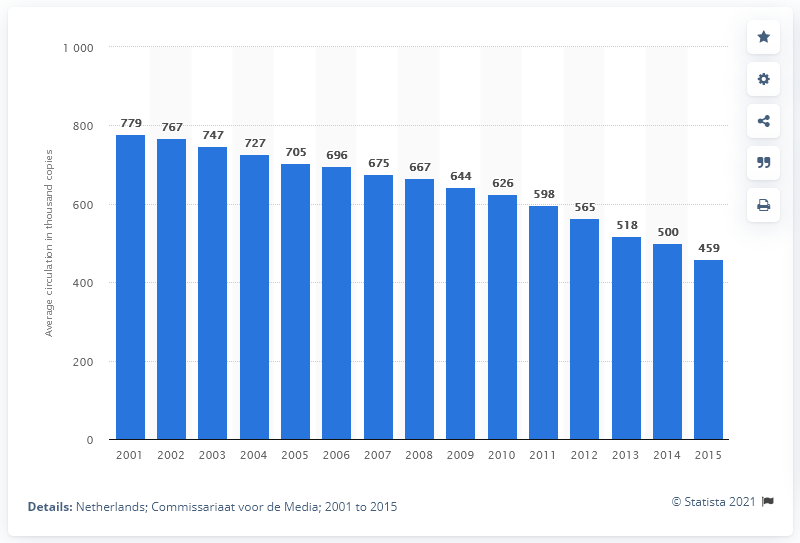 1 000
800
600
400
200
0
Average circulation in thousand copies
779 767 747 727 705 696 675 667 644 626 598 565 518 500 459
2001 2002 2003 2004 2005 2006 2007 2008 2009 2010 2011 2012 2013 2014 2015
Details: Netherlands; Commissariaat voor de Media; 2001 to 2015
© Statista 2021